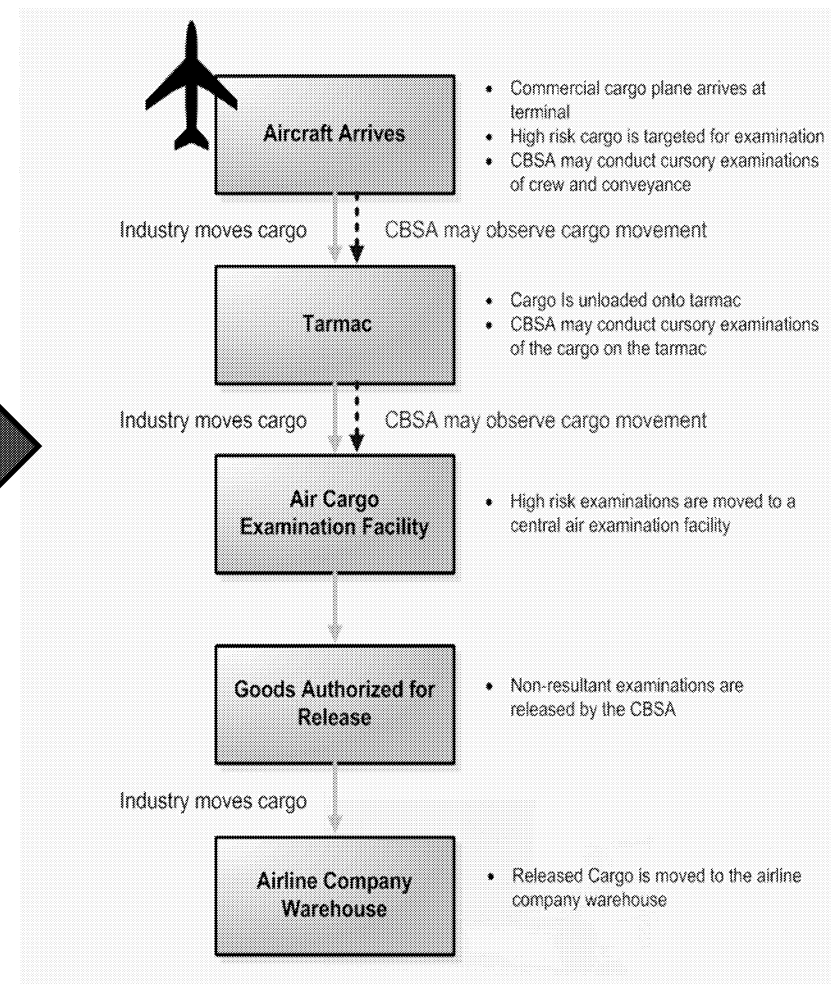 Aircraft Arrives
• Commercial cargo plane arrives at
terminal
• High risk cargo is targeted for examination
• CBSA may conduct cursory examinations
of crew and conveyance
Industry moves cargo
CBSA may observe cargo movement
Tarmac
• Cargo Is unloaded onto tarmac
• CBSA may conduct cursory examinations
of the cargo on the tarmac
Industry moves cargo
CBSA may observe cargo movement
Air Cargo
Examination Facility
• High risk examinations are moved to a
central air examination facility
Goods Authorized for
Release
• Non-resultant examinations are
released by the CBSA
Industry moves cargo
Airline Company
Warehouse
• Released Cargo is moved to the airline
company warehouse